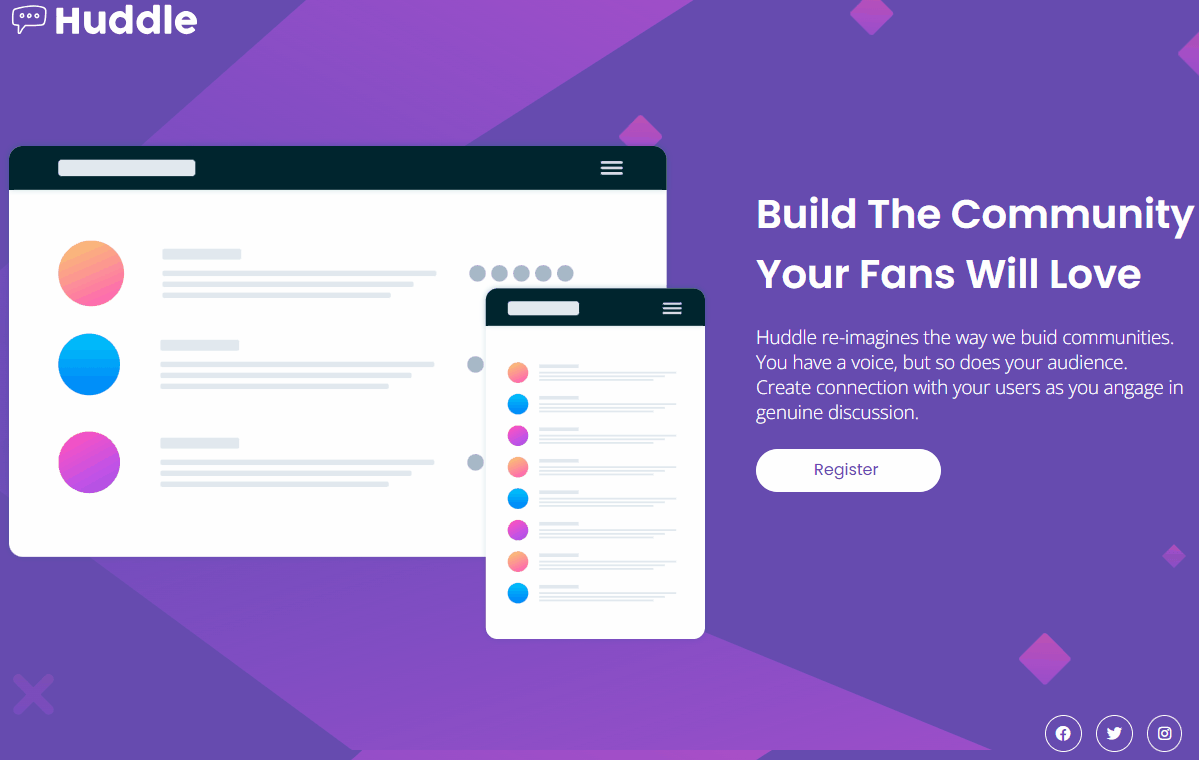 Huddle
Build The Community
Your Fans Will Love
Huddle re-imagines the way we buid communities.
You have a voice, but so does your audience.
Create connection with your users as you angage in
genuine discussion.
Register